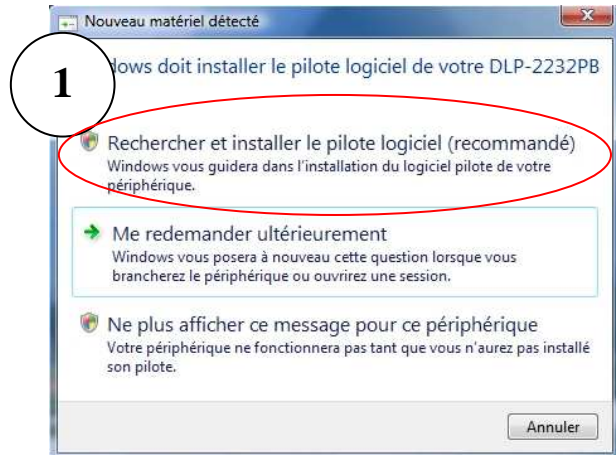 Nouveau matériel détecté
1
dows doit installer le pilote logiciel de votre DLP-2232PB
Rechercher et installer le pilote logiciel (recommandé)
Windows vous guidera dans l'installation du logiciel pilote de votre
périphérique.
Me redemander ultérieurement
Windows vous posera à nouveau cette question lorsque vous
brancherez le périphérique ou ouvrirez une session.
Ne plus afficher ce message pour ce périphérique
Votre périphérique ne fonctionnera pas tant que vous n'aurez pas installé
son pilote.
Annuler